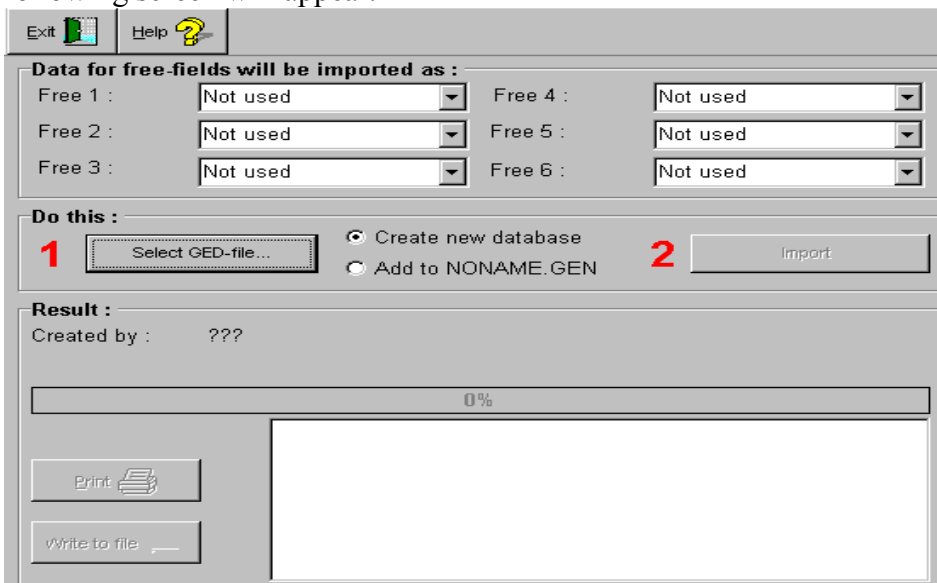 Exit Help
Data for free-fields will be imported as :
Free 1 : Not used Free 4 : Not used
Free 2 : Not used Free 5 : Not used
Free 3 : Not used Free 6 : Not used
Do this :
1 Select GED-file... Create new database 2 Import
Add to NONAME.GEN
Result :
Created by : ???
0%
Print
Write to file